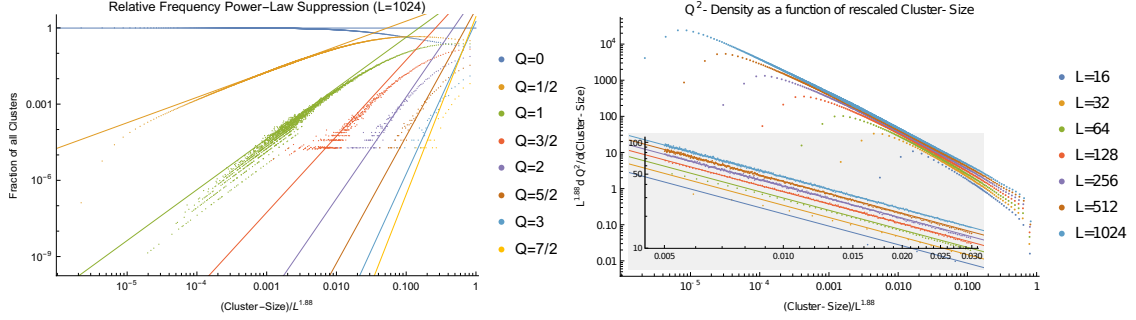 Relative Frequency Power-Law Suppression (L=1024)
Fraction of all Clusters
1
0.001
10^-6
10^-9
10^-5 10^-4 0.001 0.010 0.100 1
(Cluster-Size)/L^1.88
Q=0
Q=1/2
Q=1
Q=3/2
Q=2
Q=5/2
Q=3
Q=7/2
Q^2- Density as a function of rescaled Cluster- Size
L^1.88 d Q^2/d(Cluster- Size)
10^4
1000
100
10
1
0.10
0.01
100
50
10
0.005 0.010 0.015 0.020 0.025 0.030
10^-5 10^-4 0.001 0.01 0.1 1
(Cluster- Size)/L^1.88
L=16
L=32
L=64
L=128
L=256
L=512
L=1024